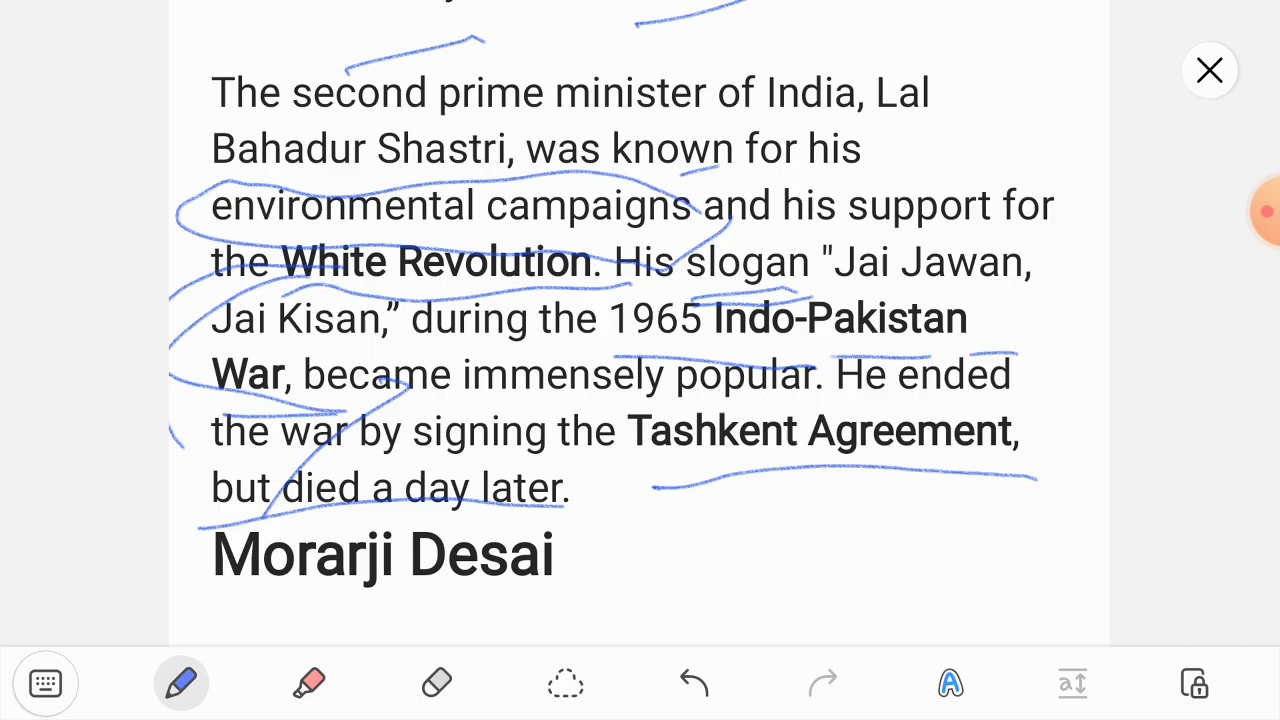 The second prime minister of India, Lal
Bahadur Shastri, was known for his
environmental campaigns and his support for
the White Revolution. His slogan "Jai Jawan,
Jai Kisan,” during the 1965 Indo-Pakistan
War, became immensely popular. He ended
the war by signing the Tashkent Agreement,
but died a day later.
Morarji Desai